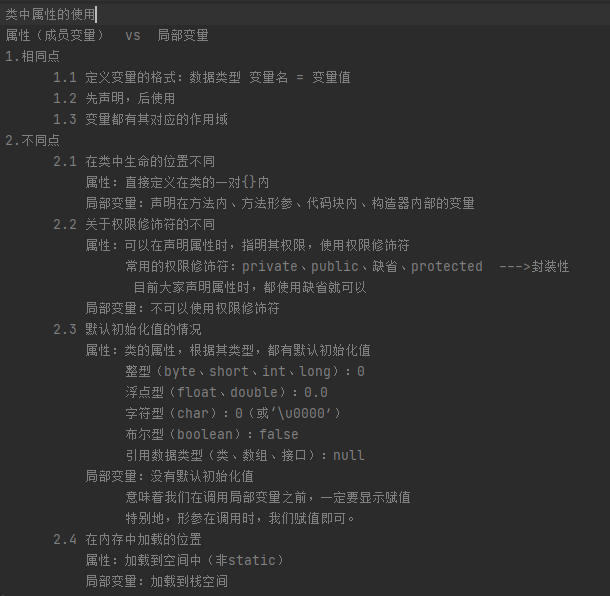 类中属性的使用
属性（成员变量）  vs  局部变量
1.相同点
1.1 定义变量的格式：数据类型 变量名 = 变量值
1.2 先声明，后使用
1.3 变量都有其对应的作用域
2.不同点
2.1 在类中生命的位置不同
属性：直接定义在类的一对{}内
局部变量：声明在方法内、方法形参、代码块内、构造器内部的变量
2.2 关于权限修饰符的不同
属性：可以在声明属性时，指明其权限，使用权限修饰符
常用的权限修饰符：private、public、缺省、protected  --->封装性
目前大家声明属性时，都使用缺省就可以
局部变量：不可以使用权限修饰符
2.3 默认初始化值的情况
属性：类的属性，根据其类型，都有默认初始化值
整型（byte、short、int、long）：0
浮点型（float、double）：0.0
字符型（char）：0（或‘\u0000‘）
布尔型（boolean）：false
引用数据类型（类、数组、接口）：null
局部变量：没有默认初始化值
意味着我们在调用局部变量之前，一定要显示赋值
特别地，形参在调用时，我们赋值即可。
2.4 在内存中加载的位置
属性：加载到空间中（非static）
局部变量：加载到栈空间